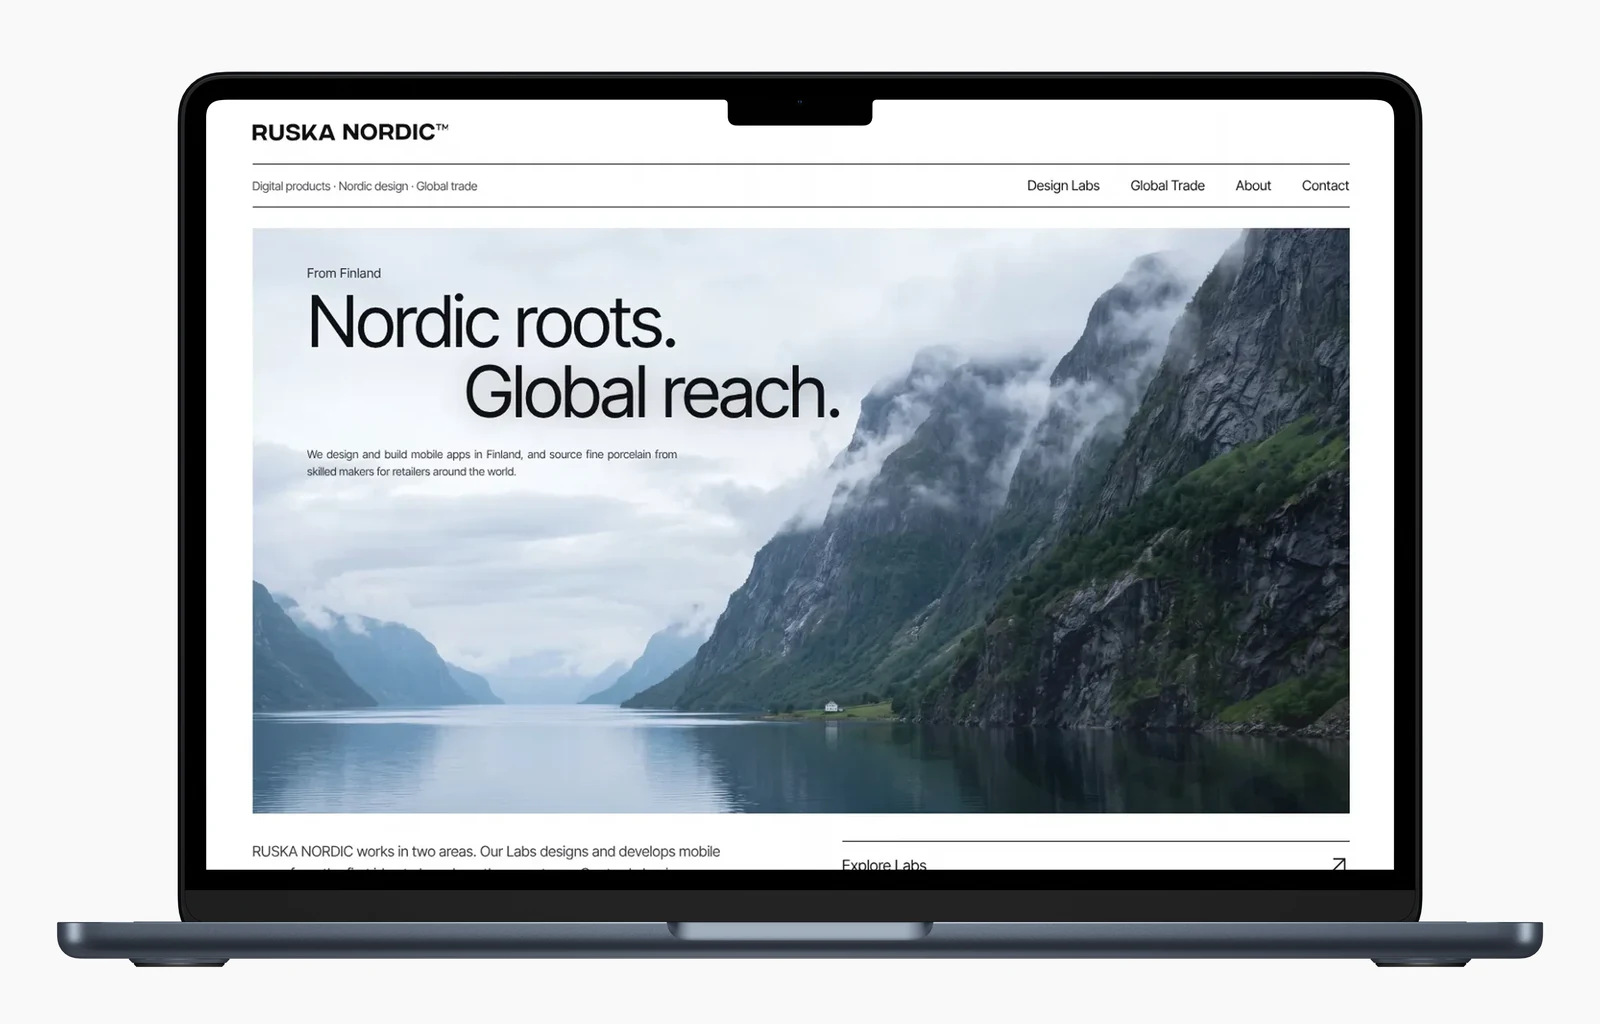 RUSKA NORDIC™
Digital products · Nordic design · Global trade
Design Labs
Global Trade
About
Contact
From Finland
Nordic roots.
Global reach.
We design and build mobile apps in Finland, and source fine porcelain from
skilled makers for retailers around the world.
RUSKA NORDIC works in two areas. Our Labs designs and develops mobile
Explore Labs